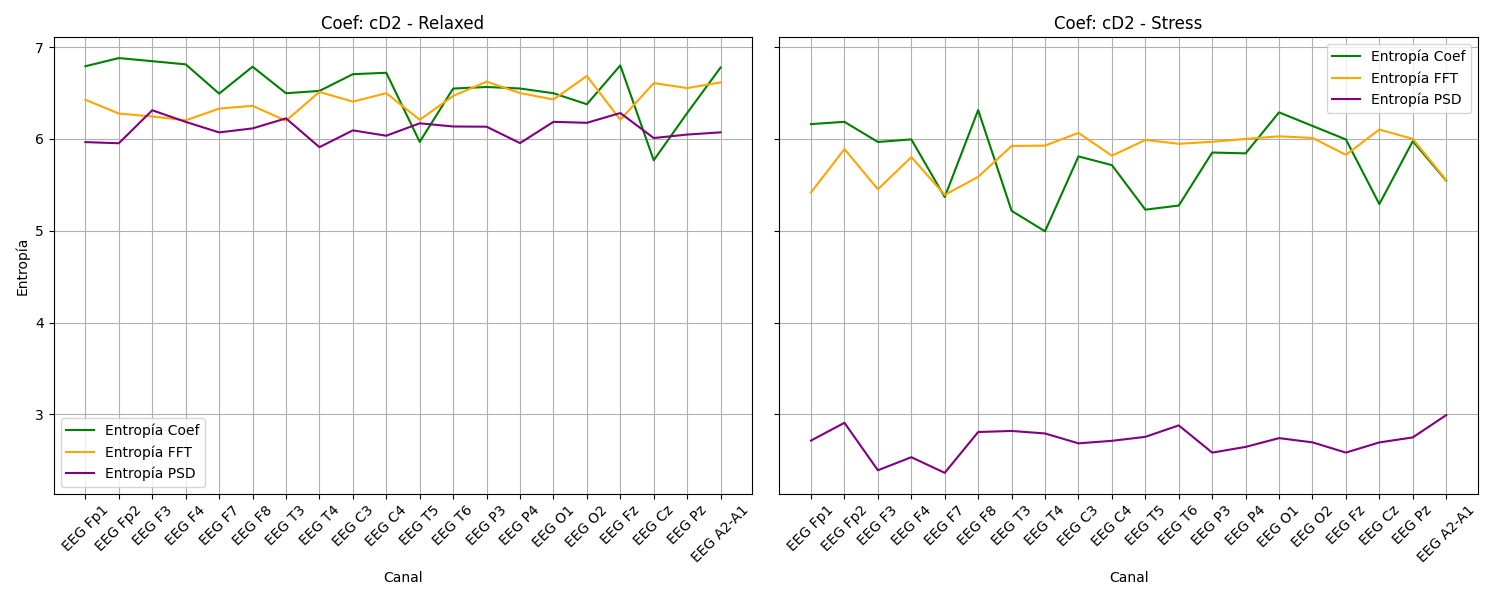 Coef: cD2 - Relaxed
Entropía
7
6
5
4
3
Entropía Coef
Entropía FFT
Entropía PSD
EEG Fp1
EEG Fp2
EEG F3
EEG F4
EEG F7
EEG F8
EEG T3
EEG T4
EEG C3
EEG C4
EEG T5
EEG T6
EEG P3
EEG P4
EEG O1
EEG O2
EEG Fz
EEG Cz
EEG Pz
EEG A2-A1
Canal
Coef: cD2 - Stress
Entropía Coef
Entropía FFT
Entropía PSD
EEG Fp1
EEG Fp2
EEG F3
EEG F4
EEG F7
EEG F8
EEG T3
EEG T4
EEG C3
EEG C4
EEG T5
EEG T6
EEG P3
EEG P4
EEG O1
EEG O2
EEG Fz
EEG Cz
EEG Pz
EEG A2-A1
Canal